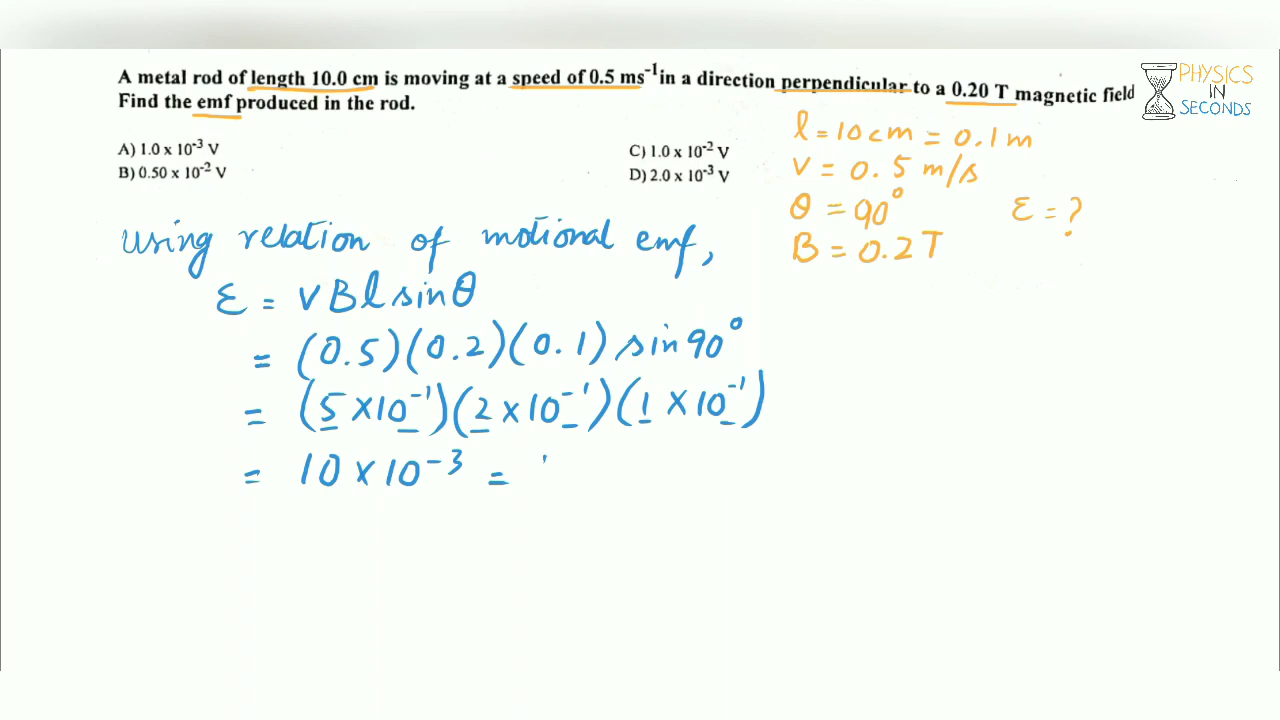 A metal rod of length 10.0 cm is moving at a speed of 0.5 ms⁻¹ in a direction perpendicular to a 0.20 T magnetic field
Find the emf produced in the rod.
PHYSICS
IN
SECONDS
A) 1.0 x 10⁻³ V
B) 0.50 x 10⁻² V
C) 1.0 x 10⁻² V
D) 2.0 x 10⁻³ V
l = 10 cm = 0.1 m
v = 0.5 m/s
θ = 90°
ε = ?
B = 0.2 T
using relation of motional emf,
ε = vBl sinθ
= (0.5)(0.2)(0.1) sin 90°
= (5 × 10⁻¹)(2 × 10⁻¹)(1 × 10⁻¹)
= 10 × 10⁻³ =